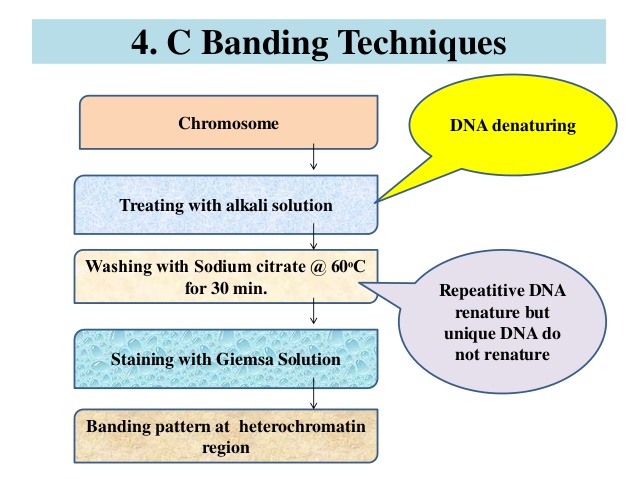 4. C Banding Techniques
Chromosome
DNA denaturing
Treating with alkali solution
Washing with Sodium citrate @ 60ºC
for 30 min.
Repeatitive DNA
renature but
unique DNA do
not renature
Staining with Giemsa Solution
Banding pattern at heterochromatin
region